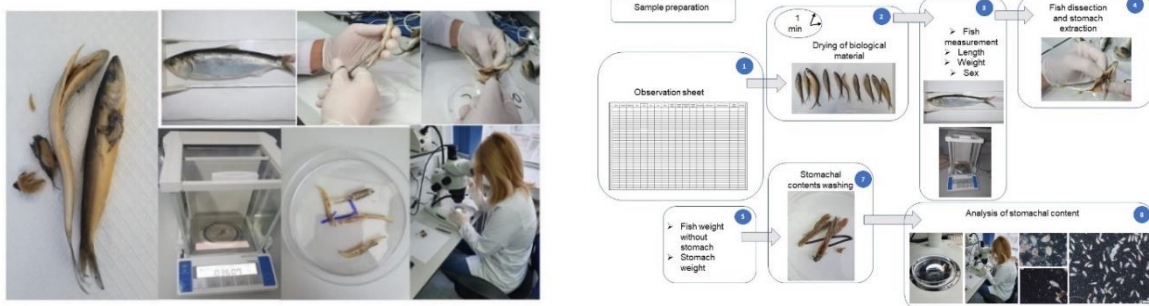 Sample preparation
1
Observation sheet
1
min
2
Drying of biological
material
3
➢ Fish
measurement
➢ Length
➢ Weight
➢ Sex
4
Fish dissection
and stomach
extraction
5
➢ Fish weight
without
stomach
➢ Stomach
weight
Stomachal
contents washing
7
Analysis of stomachal content
8